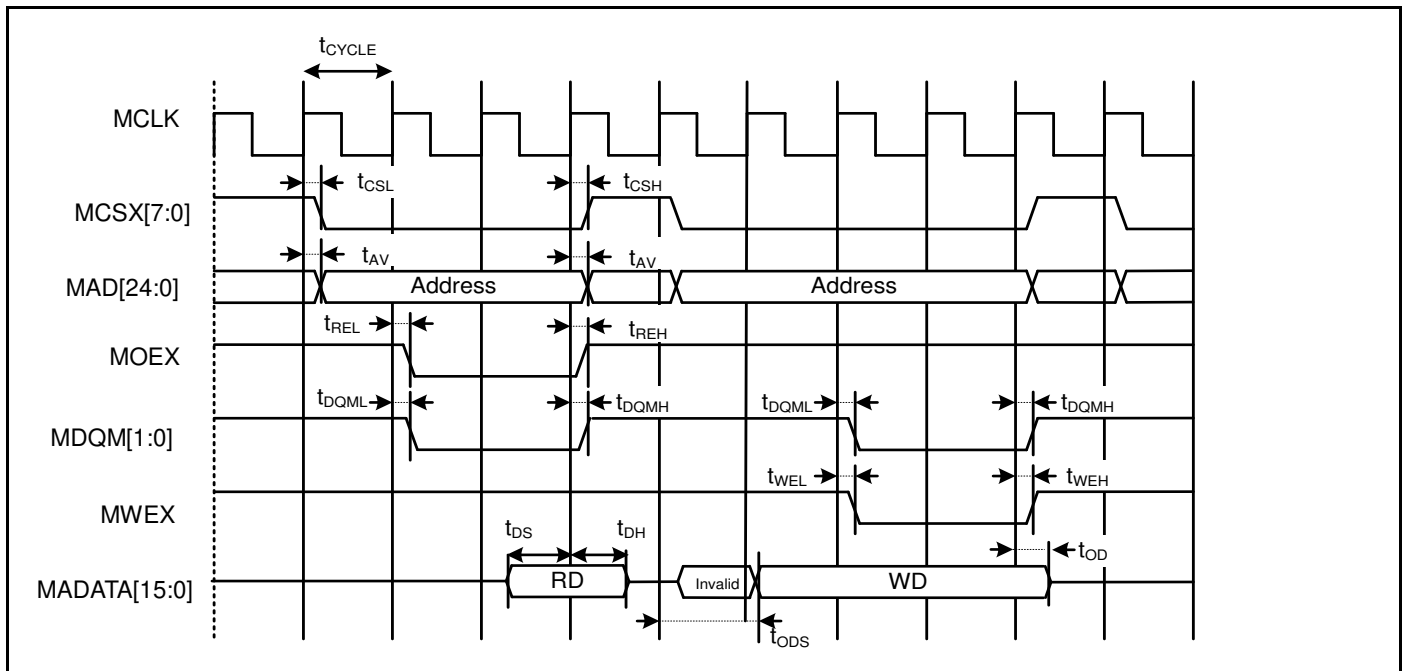 tCYCLE
MCLK
tCSL
tCSH
MCSX[7:0]
tAV
tAV
MAD[24:0]
Address
Address
tREL
tREH
MOEX
tDQML
tDQMH
tDQML
tDQMH
MDQM[1:0]
tWEL
tWEH
MWEX
tDS
tDH
tOD
MADATA[15:0]
RD
Invalid
WD
tODS